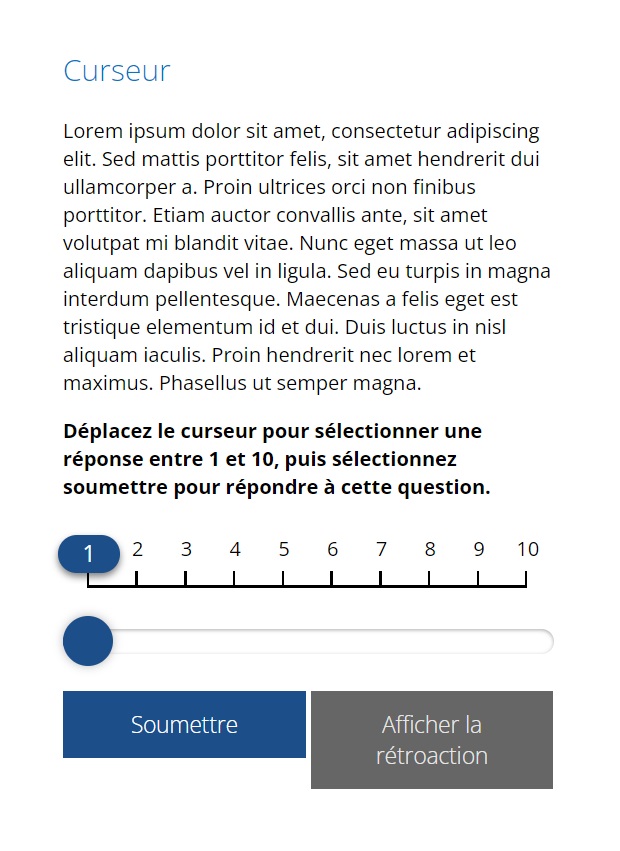 Curseur
Lorem ipsum dolor sit amet, consectetur adipiscing
elit. Sed mattis porttitor felis, sit amet hendrerit dui
ullamcorper a. Proin ultrices orci non finibus
porttitor. Etiam auctor convallis ante, sit amet
volutpat mi blandit vitae. Nunc eget massa ut leo
aliquam dapibus vel in ligula. Sed eu turpis in magna
interdum pellentesque. Maecenas a felis eget est
tristique elementum id et dui. Duis luctus in nisl
aliquam iaculis. Proin hendrerit nec lorem et
maximus. Phasellus ut semper magna.
Déplacez le curseur pour sélectionner une
réponse entre 1 et 10, puis sélectionnez
soumettre pour répondre à cette question.
1 2 3 4 5 6 7 8 9 10
Soumettre
Afficher la
rétroaction